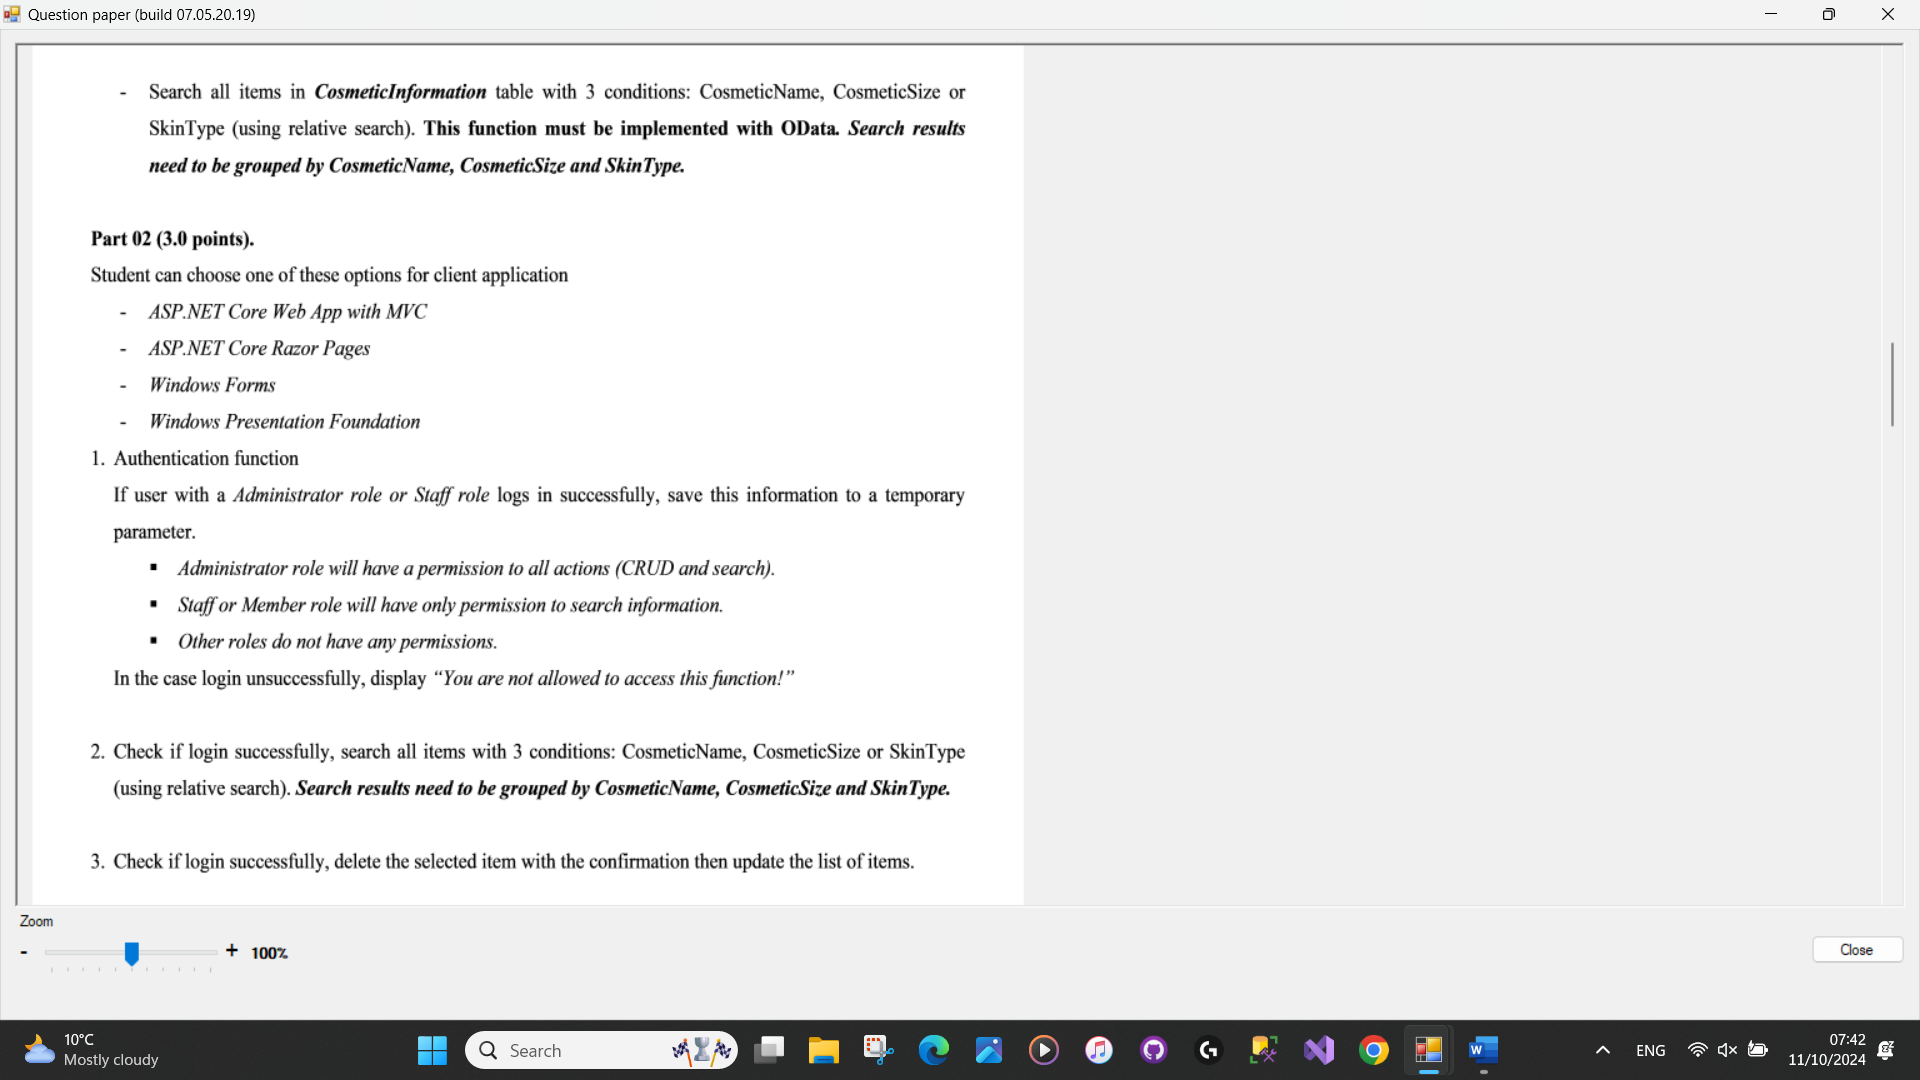 Question paper (build 07.05.20.19)
- Search all items in CosmeticInformation table with 3 conditions: CosmeticName, CosmeticSize or
SkinType (using relative search). This function must be implemented with OData. Search results
need to be grouped by CosmeticName, CosmeticSize and SkinType.
Part 02 (3.0 points).
Student can choose one of these options for client application
- ASP.NET Core Web App with MVC
- ASP.NET Core Razor Pages
- Windows Forms
- Windows Presentation Foundation
1. Authentication function
If user with a Administrator role or Staff role logs in successfully, save this information to a temporary
parameter.
▪ Administrator role will have a permission to all actions (CRUD and search).
▪ Staff or Member role will have only permission to search information.
▪ Other roles do not have any permissions.
In the case login unsuccessfully, display “You are not allowed to access this function!”
2. Check if login successfully, search all items with 3 conditions: CosmeticName, CosmeticSize or SkinType
(using relative search). Search results need to be grouped by CosmeticName, CosmeticSize and SkinType.
3. Check if login successfully, delete the selected item with the confirmation then update the list of items.
Zoom
- + 100%
Close
10°C
Mostly cloudy
Search
ENG
07:42
11/10/2024